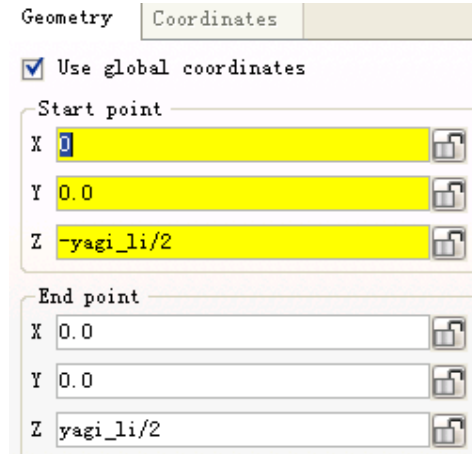 Geometry Coordinates
Use global coordinates
Start point
X 0
Y 0.0
Z -yagi_li/2
End point
X 0.0
Y 0.0
Z yagi_li/2